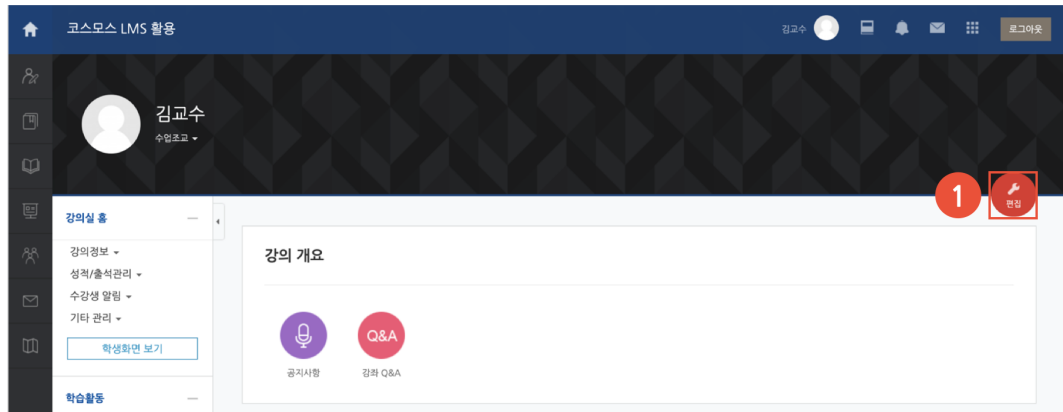 코스모스 LMS 활용
김교수
로그아웃
김교수
수업조교
1
편집
강의실 홈
강의정보
성적/출석관리
수강생 알림
기타 관리
학생화면 보기
학습활동
강의 개요
Q&A
공지사항
강좌 Q&A